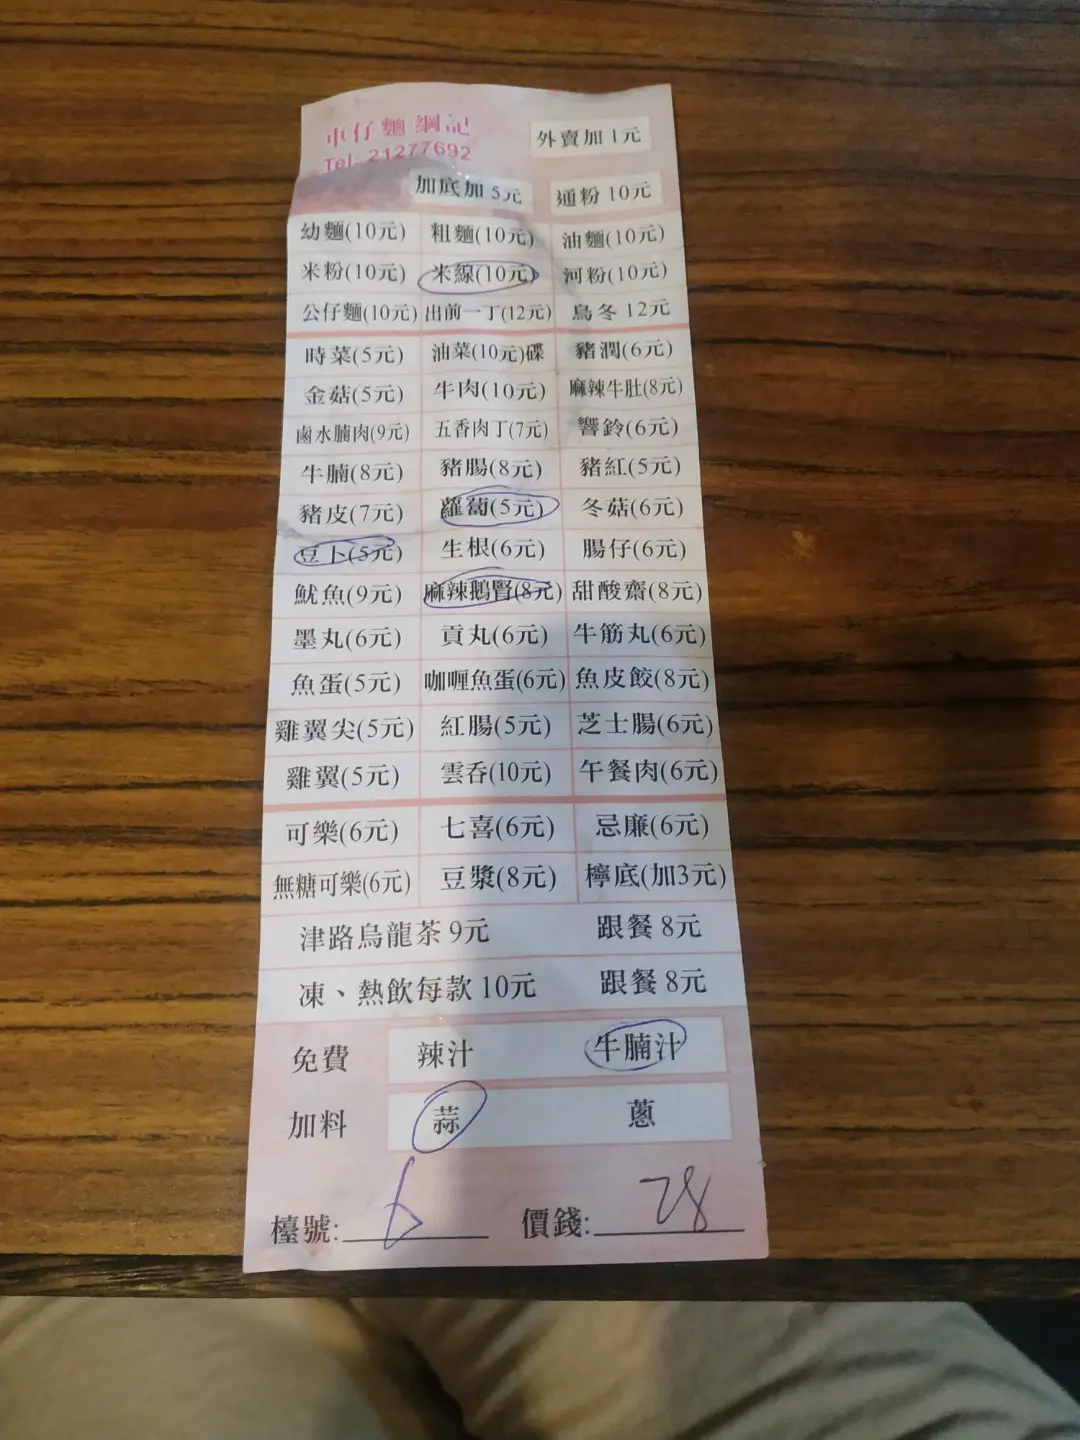 車仔麵 綱記
外賣加1元
Tel: 21277692
加底加 5元 通粉 10元
幼麵(10元) 粗麵(10元) 油麵(10元)
米粉(10元) 米線(10元) 河粉(10元)
公仔麵(10元) 出前一丁(12元) 烏冬 12元
時菜(5元) 油菜(10元)碟 豬潤(6元)
金菇(5元) 牛肉(10元) 麻辣牛肚(8元)
鹵水腩肉(9元) 五香肉丁(7元) 響鈴(6元)
牛腩(8元) 豬腸(8元) 豬紅(5元)
豬皮(7元) 蘿蔔(5元) 冬菇(6元)
豆卜(5元) 生根(6元) 腸仔(6元)
魷魚(9元) 麻辣鵝腎(8元) 甜酸齋(8元)
墨丸(6元) 貢丸(6元) 牛筋丸(6元)
魚蛋(5元) 咖喱魚蛋(6元) 魚皮餃(8元)
雞翼尖(5元) 紅腸(5元) 芝士腸(6元)
雞翼(5元) 雲吞(10元) 午餐肉(6元)
可樂(6元) 七喜(6元) 忌廉(6元)
無糖可樂(6元) 豆漿(8元) 檸底(加3元)
津路烏龍茶 9元 跟餐 8元
凍、熱飲每款 10元 跟餐 8元
免費 辣汁 牛腩汁
加料 蒜 蔥
檯號: 6 價錢: 28